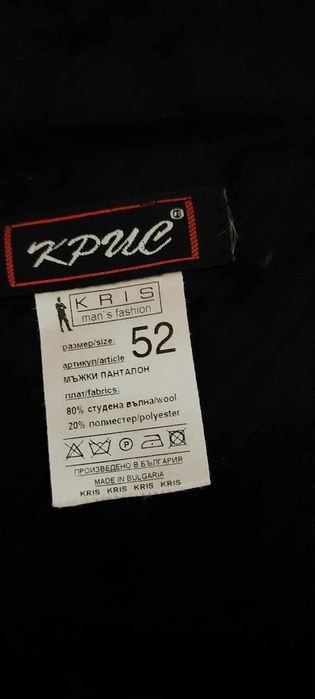 КРИС
KRIS
man's fashion
размер/size: 52
артикул/article
МЪЖКИ ПАНТАЛОН
плат/fabrics:
80% студена вълна/wool
20% полиестер/polyester
P
ПРОИЗВЕДЕНО В БЪЛГАРИЯ
MADE IN BULGARIA
KRIS KRIS KRIS KRIS